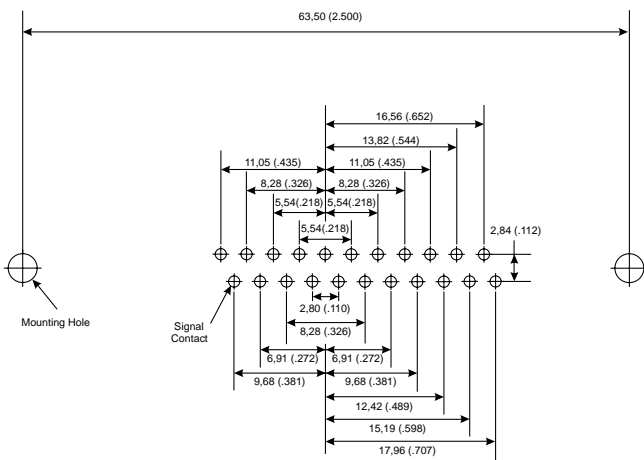 63,50 (2.500)
16,56 (.652)
13,82 (.544)
11,05 (.435) 11,05 (.435)
8,28 (.326) 8,28 (.326)
5,54(.218) 5,54(.218)
5,54(.218)
2,84 (.112)
Mounting Hole
Signal
Contact
2,80 (.110)
8,28 (.326)
6,91 (.272) 6,91 (.272)
9,68 (.381) 9,68 (.381)
12,42 (.489)
15,19 (.598)
17,96 (.707)